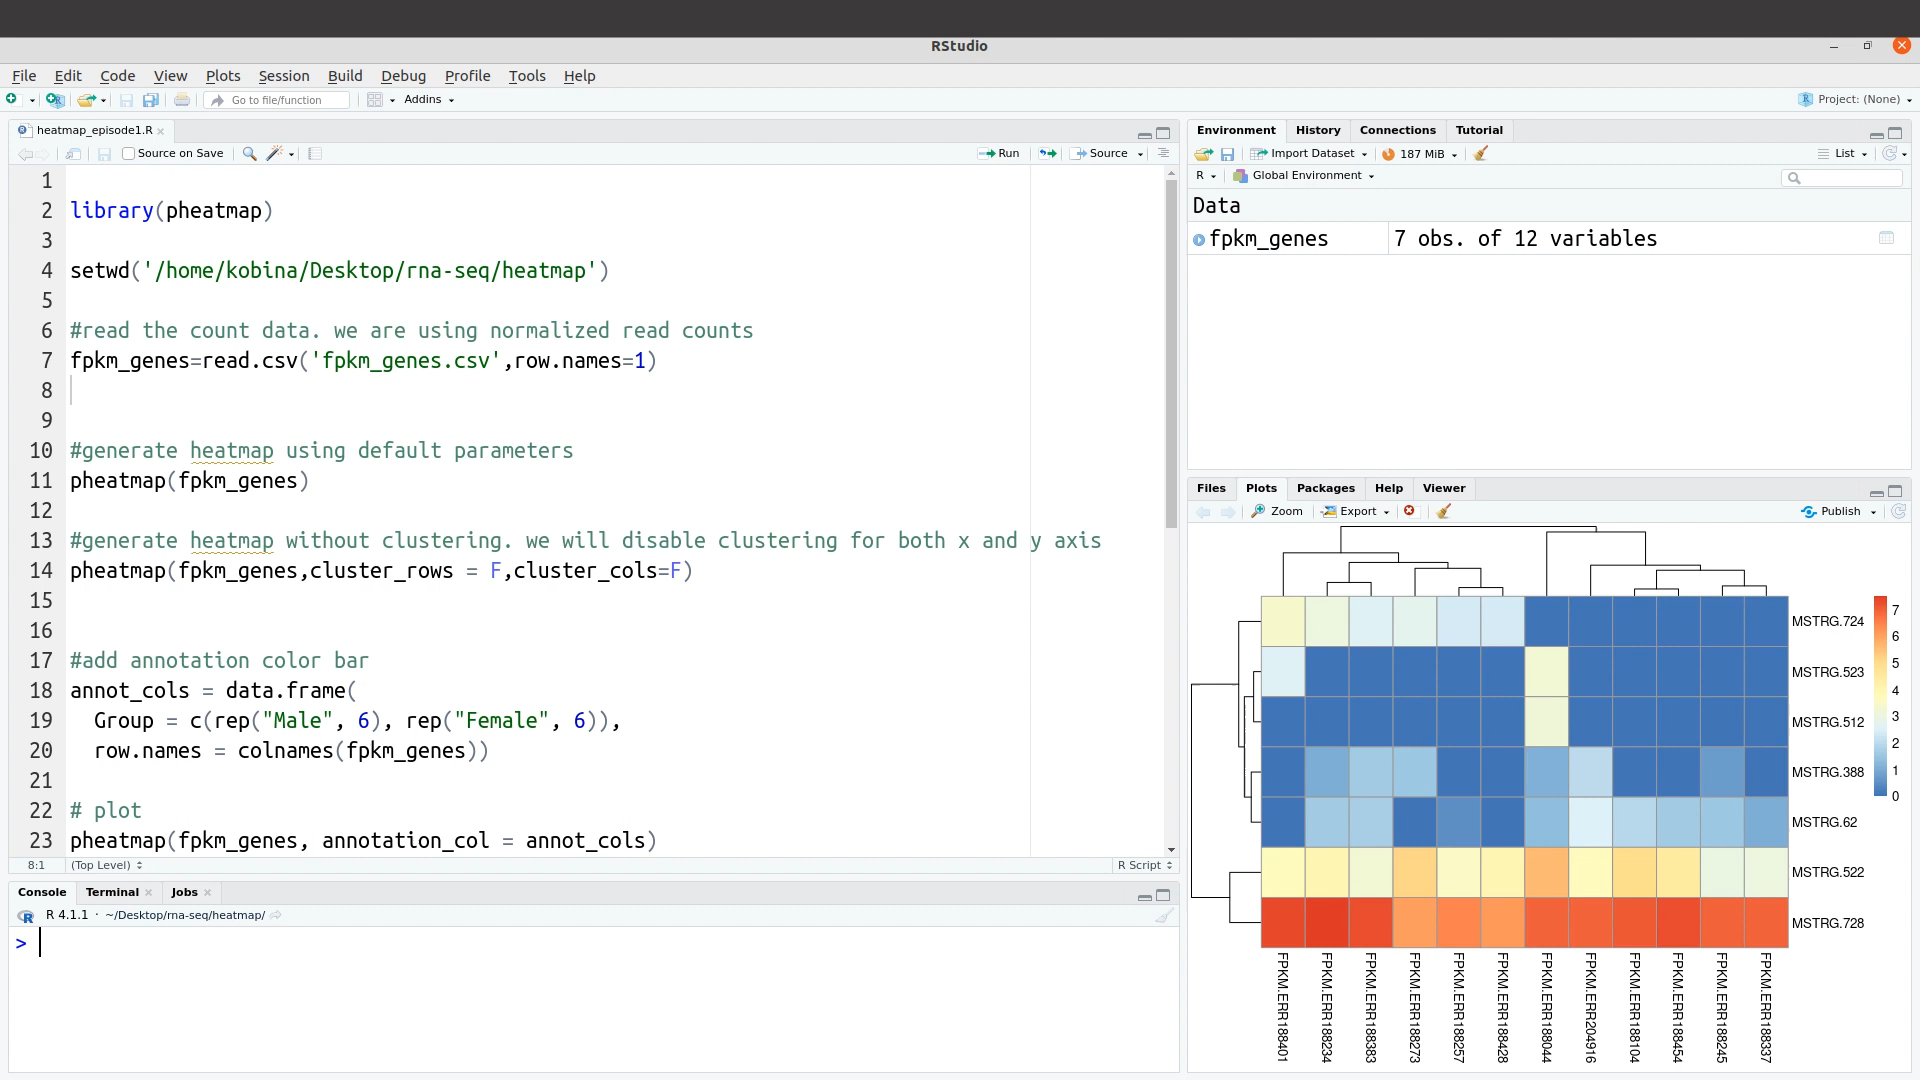 RStudio
File Edit Code View Plots Session Build Debug Profile Tools Help
Go to file/function Addins Project: (None)
heatmap_episode1.R
Source on Save Run Source
1
2 library(pheatmap)
3
4 setwd('/home/kobina/Desktop/rna-seq/heatmap')
5
6 #read the count data. we are using normalized read counts
7 fpkm_genes=read.csv('fpkm_genes.csv',row.names=1)
8
9
10 #generate heatmap using default parameters
11 pheatmap(fpkm_genes)
12
13 #generate heatmap without clustering. we will disable clustering for both x and y axis
14 pheatmap(fpkm_genes,cluster_rows = F,cluster_cols=F)
15
16
17 #add annotation color bar
18 annot_cols = data.frame(
19 Group = c(rep("Male", 6), rep("Female", 6)),
20 row.names = colnames(fpkm_genes))
21
22 # plot
23 pheatmap(fpkm_genes, annotation_col = annot_cols)
8:1 (Top Level) R Script
Console Terminal Jobs
R 4.1.1 · ~/Desktop/rna-seq/heatmap/
>
Environment History Connections Tutorial
Import Dataset 187 MiB List
R Global Environment
Data
fpkm_genes 7 obs. of 12 variables
Files Plots Packages Help Viewer
Zoom Export Publish
MSTRG.724
MSTRG.523
MSTRG.512
MSTRG.388
MSTRG.62
MSTRG.522
MSTRG.728
7
6
5
4
3
2
1
0
FPKM.ERR188401
FPKM.ERR188234
FPKM.ERR188383
FPKM.ERR188273
FPKM.ERR188257
FPKM.ERR188428
FPKM.ERR188044
FPKM.ERR204916
FPKM.ERR188104
FPKM.ERR188454
FPKM.ERR188245
FPKM.ERR188337